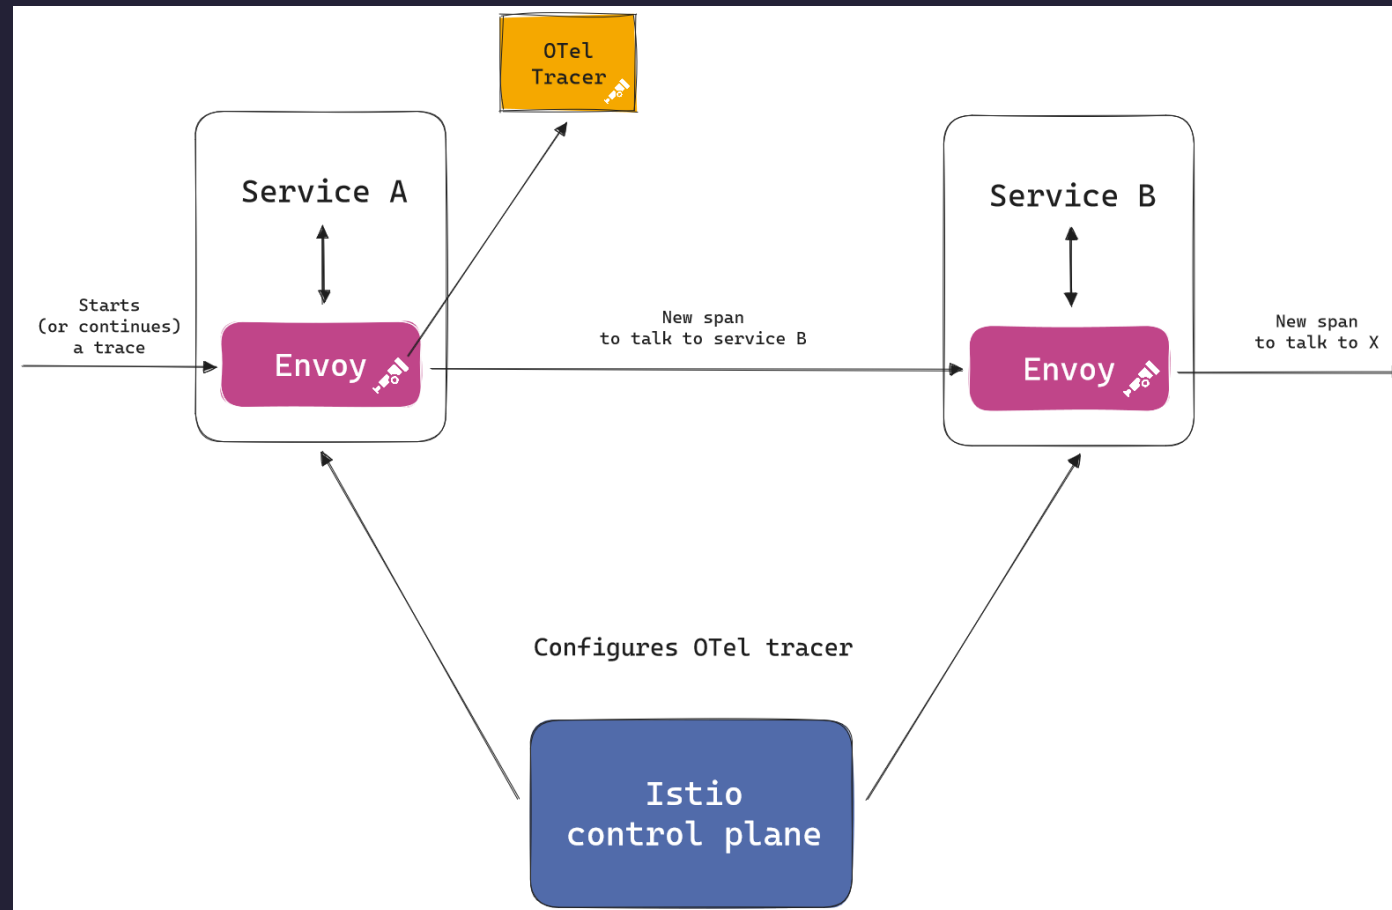 OTel
Tracer
Service A
Service B
Starts
(or continues)
a trace
New span
to talk to service B
New span
to talk to X
Envoy
Envoy
Configures OTel tracer
Istio
control plane